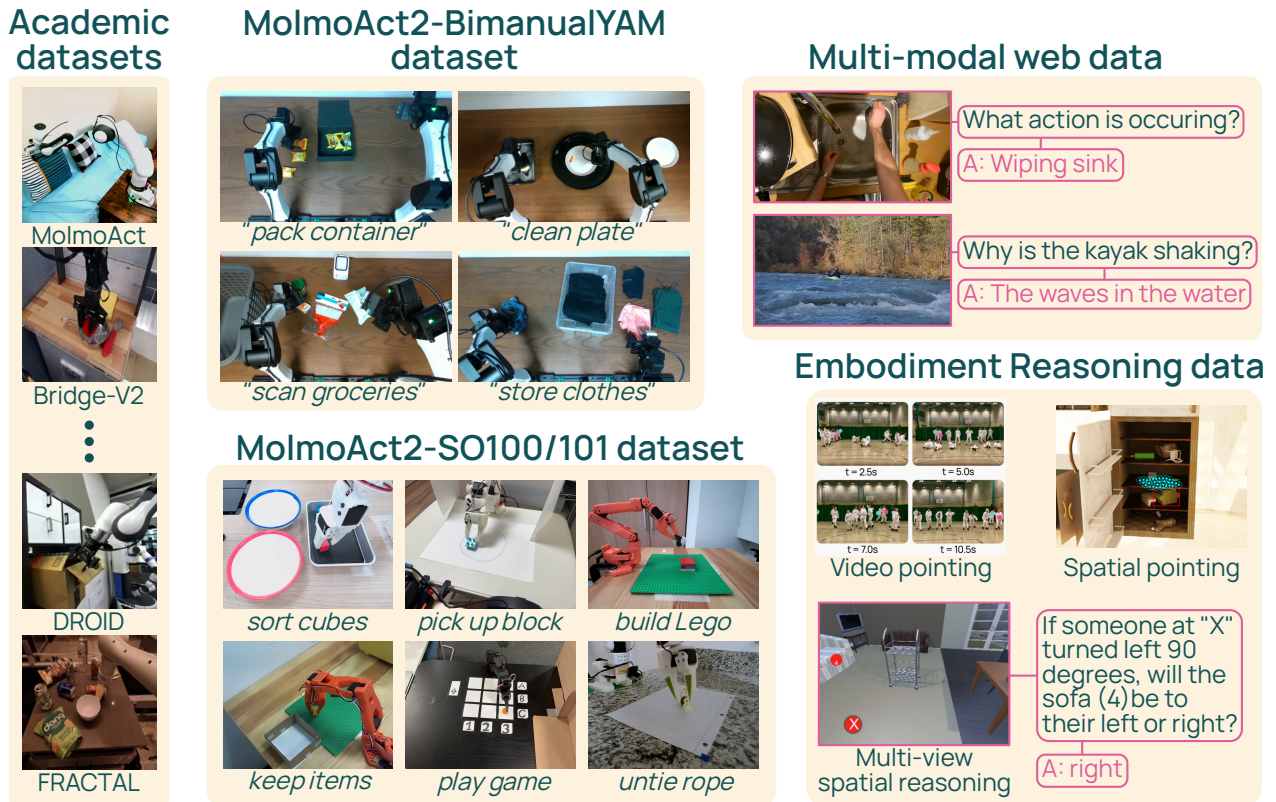 Academic
datasets
MolmoAct
Bridge-V2
DROID
FRACTAL
MolmoAct2-BimanualYAM
dataset
"pack container"
"clean plate"
"scan groceries"
"store clothes"
MolmoAct2-SO100/101 dataset
sort cubes
pick up block
build Lego
A
B
C
1 2 3
keep items
play game
untie rope
Multi-modal web data
What action is occuring?
A: Wiping sink
Why is the kayak shaking?
A: The waves in the water
Embodiment Reasoning data
t = 2.5s
t = 5.0s
t = 7.0s
t = 10.5s
Video pointing
Spatial pointing
X
Multi-view
spatial reasoning
If someone at "X"
turned left 90
degrees, will the
sofa (4)be to
their left or right?
A: right